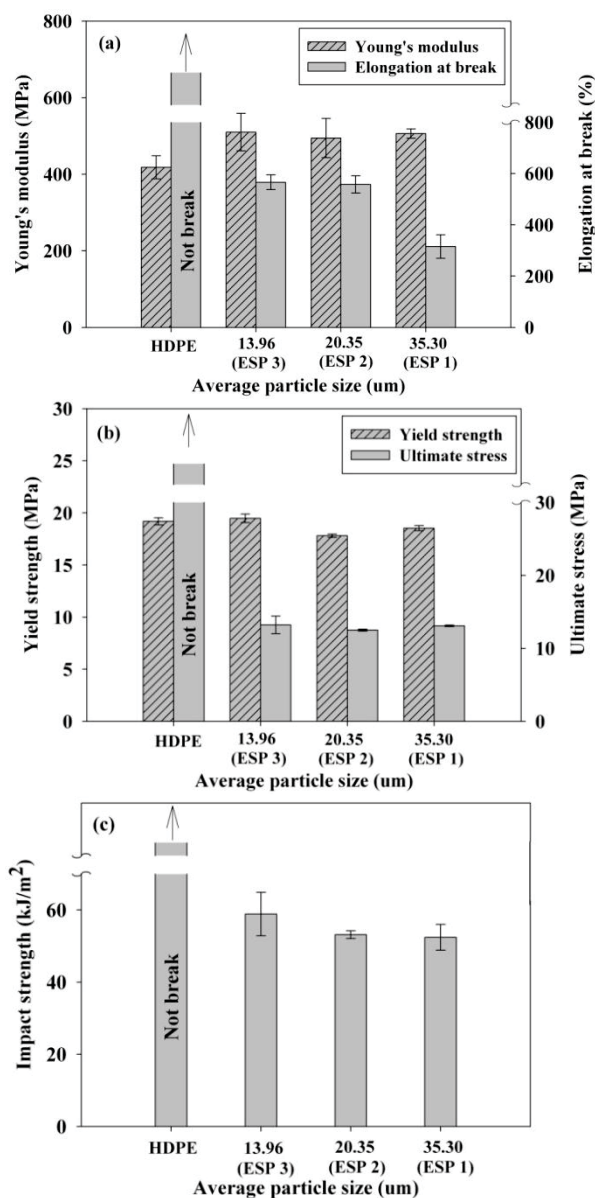 (a)
Young's modulus
Elongation at break
Young's modulus (MPa)
800
600
400
200
0
Not break
Elongation at break (%)
800
600
400
200
0
HDPE
13.96
(ESP 3)
20.35
(ESP 2)
35.30
(ESP 1)
Average particle size (um)
(b)
Yield strength
Ultimate stress
Yield strength (MPa)
30
25
20
15
10
5
0
Not break
Ultimate stress (MPa)
30
20
10
0
HDPE
13.96
(ESP 3)
20.35
(ESP 2)
35.30
(ESP 1)
Average particle size (um)
(c)
Impact strength (kJ/m²)
60
40
20
0
Not break
HDPE
13.96
(ESP 3)
20.35
(ESP 2)
35.30
(ESP 1)
Average particle size (um)